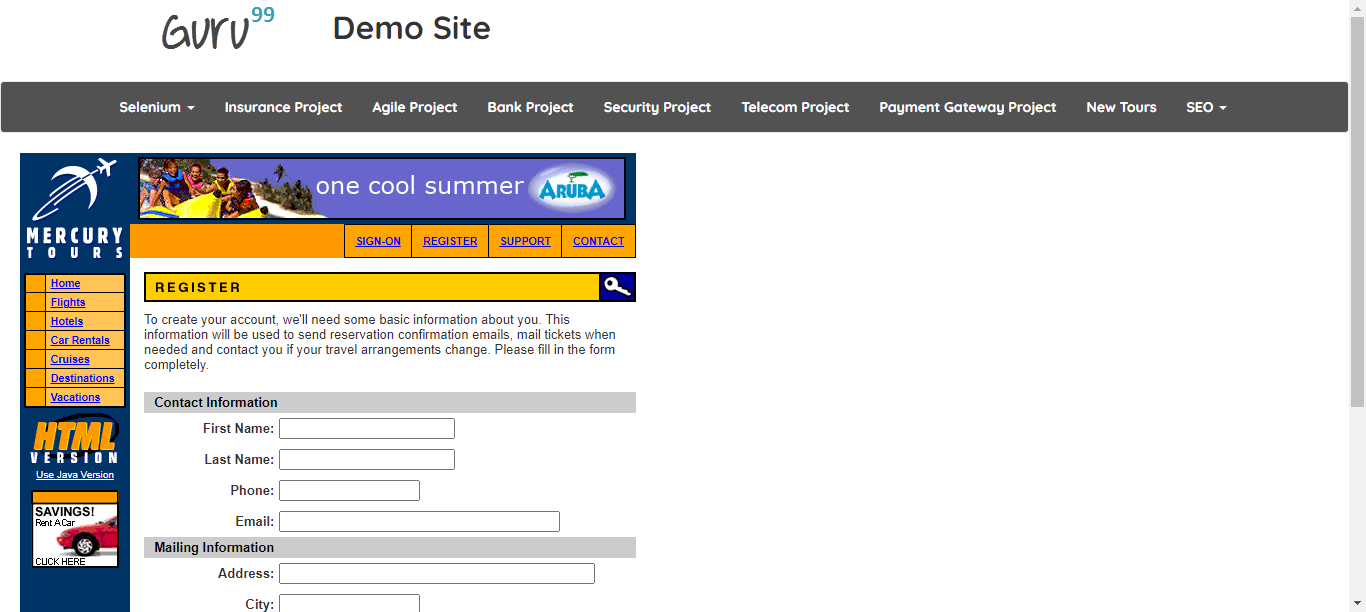 Guru99
Demo Site
Selenium
Insurance Project
Agile Project
Bank Project
Security Project
Telecom Project
Payment Gateway Project
New Tours
SEO
MERCURY
TOURS
one cool summer
ARUBA
SIGN-ON
REGISTER
SUPPORT
CONTACT
Home
Flights
Hotels
Car Rentals
Cruises
Destinations
Vacations
HTML
VERSION
Use Java Version
SAVINGS!
Rent A Car
CLICK HERE
REGISTER
To create your account, we'll need some basic information about you. This
information will be used to send reservation confirmation emails, mail tickets when
needed and contact you if your travel arrangements change. Please fill in the form
completely.
Contact Information
First Name:
Last Name:
Phone:
Email:
Mailing Information
Address:
City: